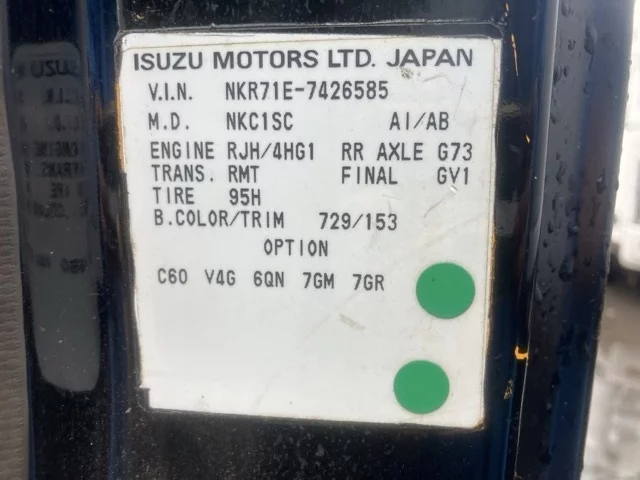 ISUZU MOTORS LTD. JAPAN
V.I.N. NKR71E-7426585
M.D. NKC1SC AI/AB
ENGINE RJH/4HG1 RR AXLE G73
TRANS. RMT FINAL GV1
TIRE 95H
B.COLOR/TRIM 729/153
OPTION
C60 V4G 6QN 7GM 7GR